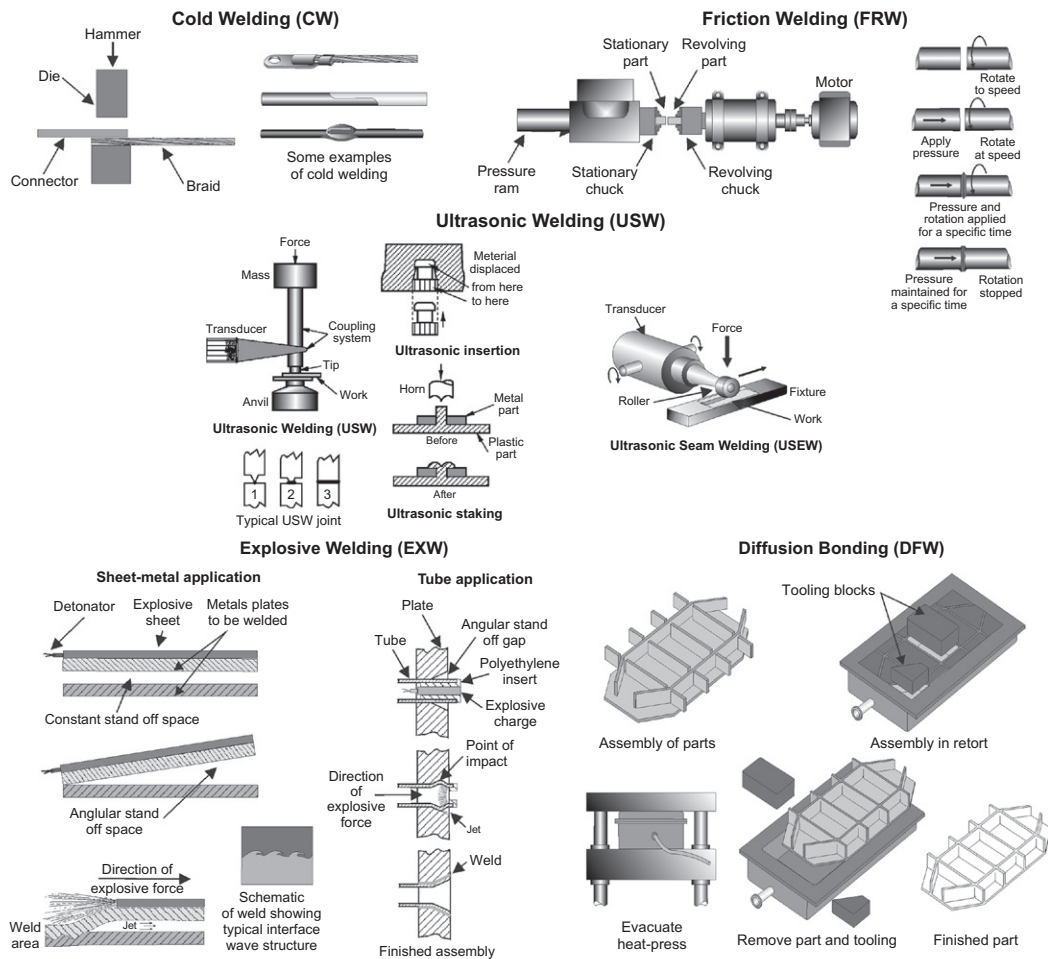 Cold Welding (CW)
Hammer
Die
Connector
Braid
Some examples
of cold welding
Friction Welding (FRW)
Stationary
part
Revolving
part
Motor
Pressure
ram
Stationary
chuck
Revolving
chuck
Rotate
to speed
Apply
pressure
Rotate
at speed
Pressure and
rotation applied
for a specific time
Pressure
maintained for
a specific time
Rotation
stopped
Ultrasonic Welding (USW)
Force
Mass
Transducer
Coupling
system
Tip
Work
Anvil
Ultrasonic Welding (USW)
1
2
3
Typical USW joint
Meterial
displaced
from here
to here
Ultrasonic insertion
Horn
Metal
part
Before
Plastic
part
After
Ultrasonic staking
Transducer
Force
Roller
Fixture
Work
Ultrasonic Seam Welding (USEW)
Explosive Welding (EXW)
Sheet-metal application
Detonator
Explosive
sheet
Metals plates
to be welded
Constant stand off space
Anglular stand
off space
Direction of
explosive force
Jet
Weld
area
Schematic
of weld showing
typical interface
wave structure
Tube application
Plate
Tube
Angular stand
off gap
Polyethylene
insert
Explosive
charge
Point of
impact
Direction
of explosive
force
Jet
Weld
Finished assembly
Diffusion Bonding (DFW)
Tooling blocks
Assembly of parts
Assembly in retort
Evacuate
heat-press
Remove part and tooling
Finished part